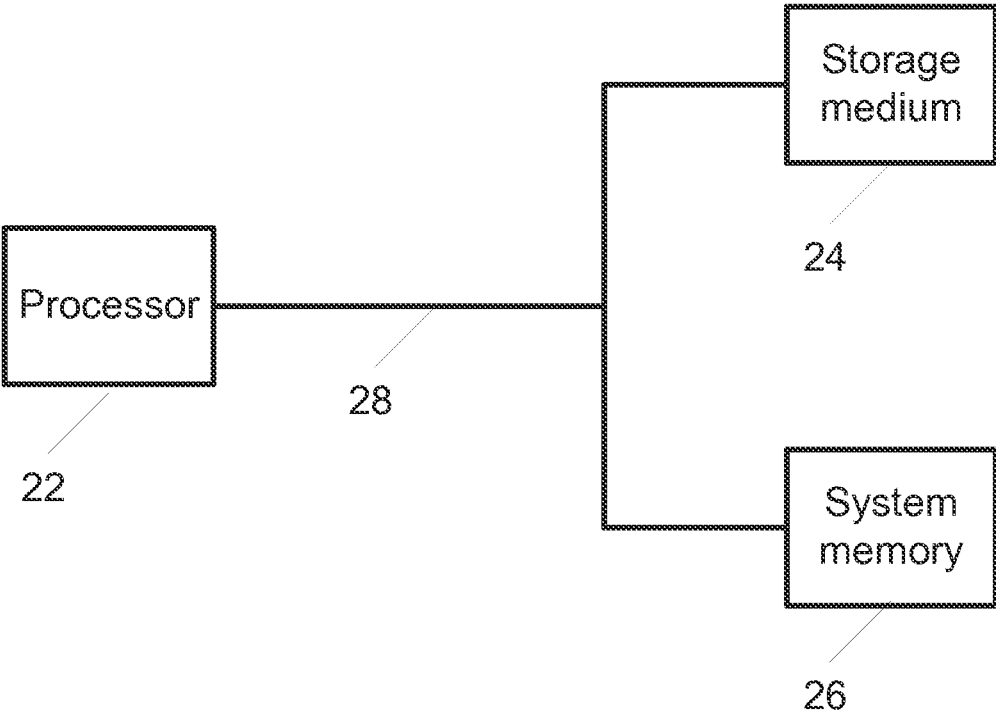 Storage
medium
24
Processor
28
22
System
memory
26